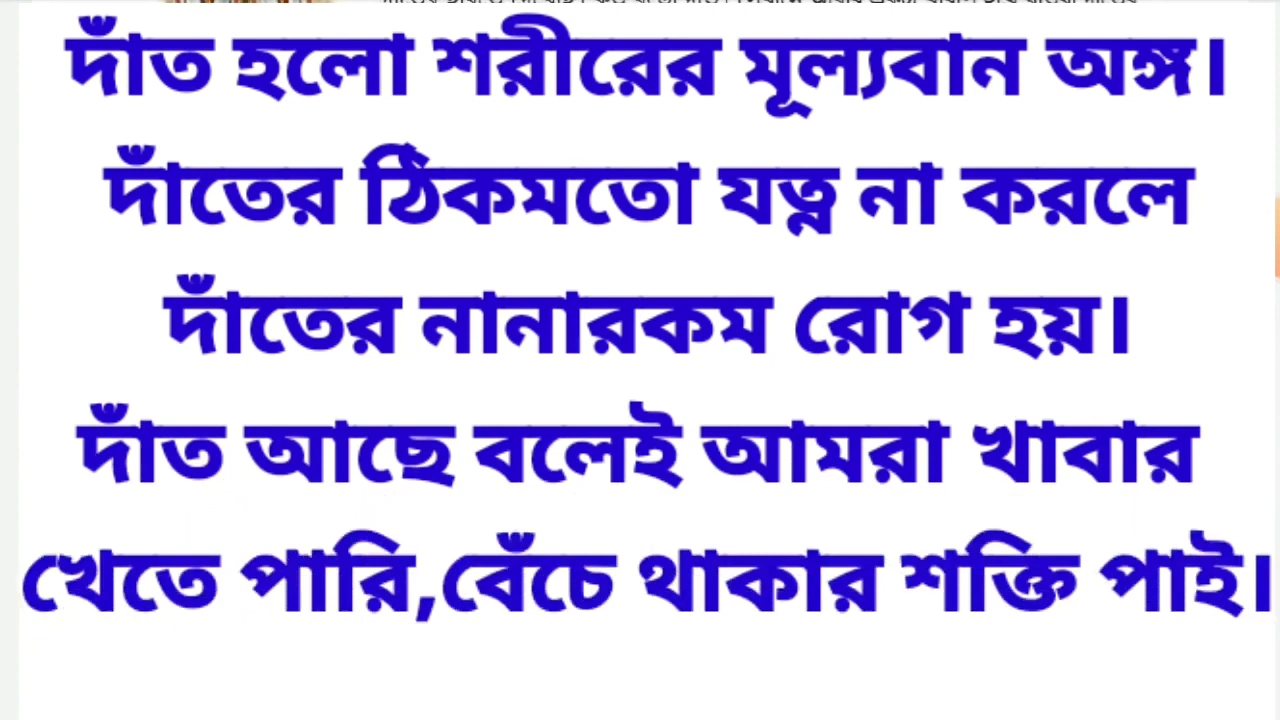 দাঁত হলো শরীরের মূল্যবান অঙ্গ।
দাঁতের ঠিকমতো যত্ন না করলে
দাঁতের নানারকম রোগ হয়।
দাঁত আছে বলেই আমরা খাবার
খেতে পারি,বেঁচে থাকার শক্তি পাই।